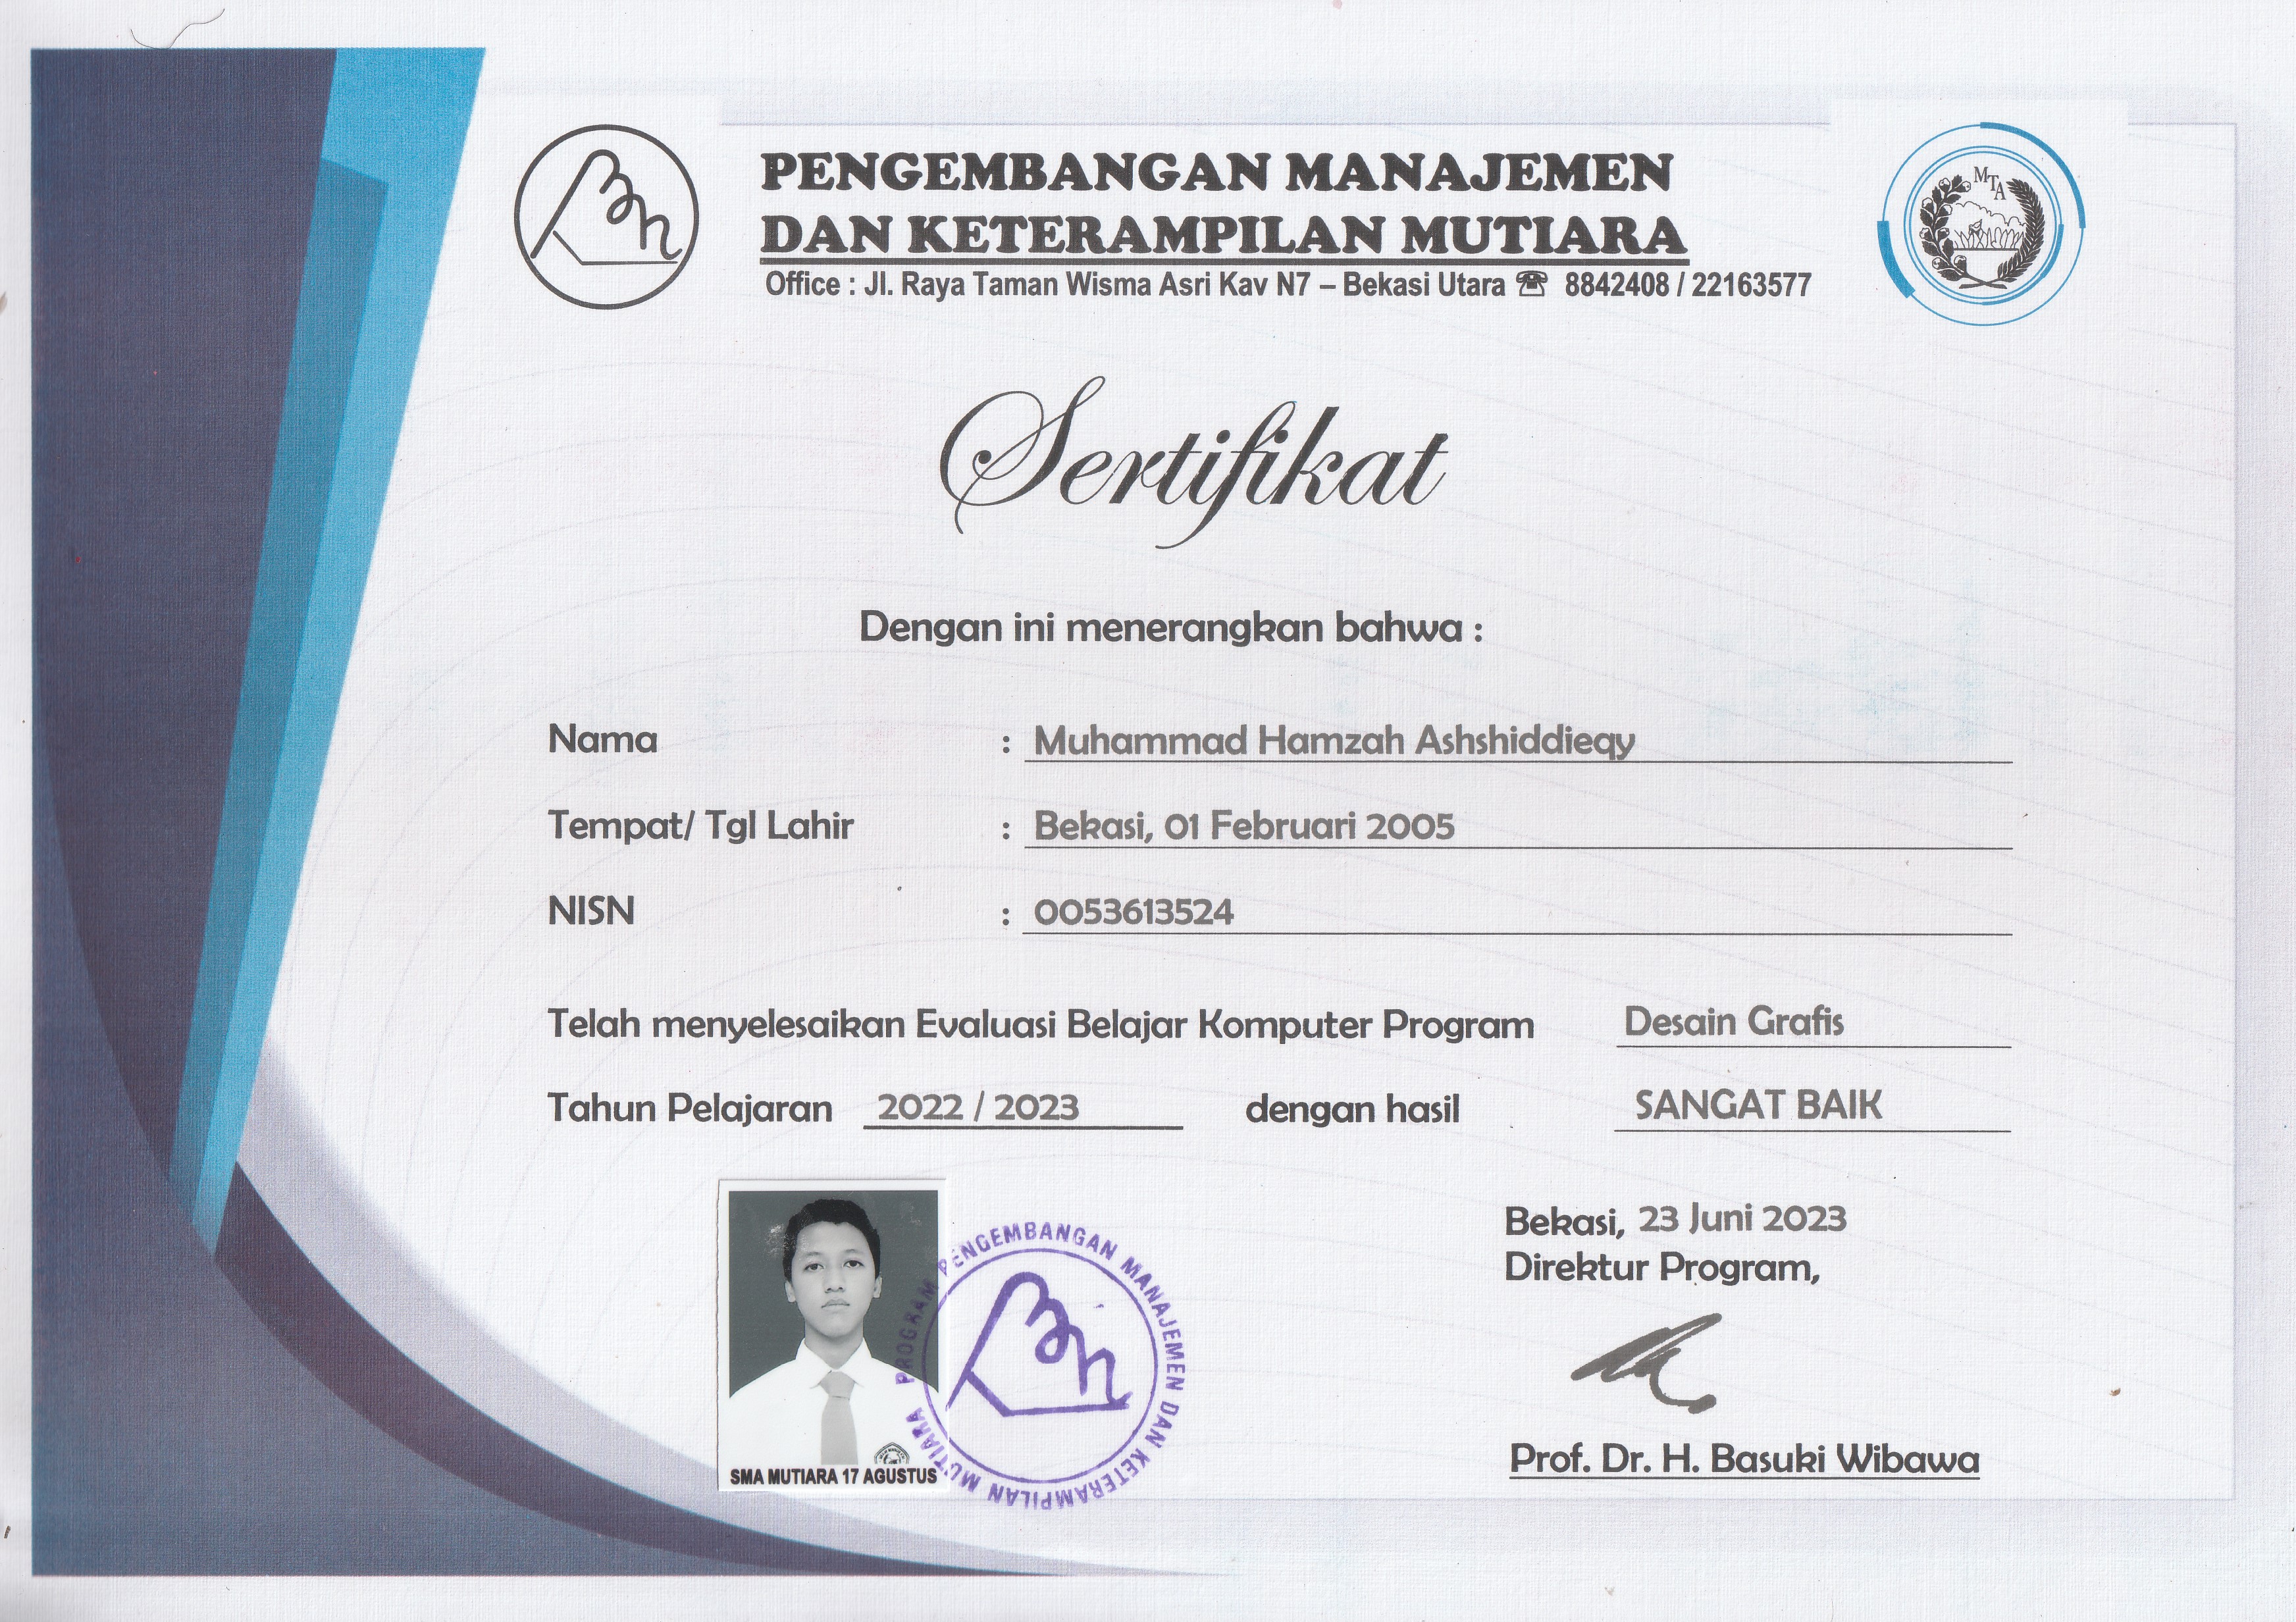 PENGEMBANGAN MANAJEMEN
DAN KETERAMPILAN MUTIARA
Office : Jl. Raya Taman Wisma Asri Kav N7 – Bekasi Utara ☎ 8842408 / 22163577
MTA
Sertifikat
Dengan ini menerangkan bahwa :
Nama : Muhammad Hamzah Ashshiddieqy
Tempat/ Tgl Lahir : Bekasi, 01 Februari 2005
NISN : 0053613524
Telah menyelesaikan Evaluasi Belajar Komputer Program Desain Grafis
Tahun Pelajaran 2022 / 2023 dengan hasil SANGAT BAIK
Bekasi, 23 Juni 2023
Direktur Program,
SMA MUTIARA 17 AGUSTUS
PROGRAM PENGEMBANGAN MANAJEMEN DAN KETERAMPILAN MUTIARA
Prof. Dr. H. Basuki Wibawa